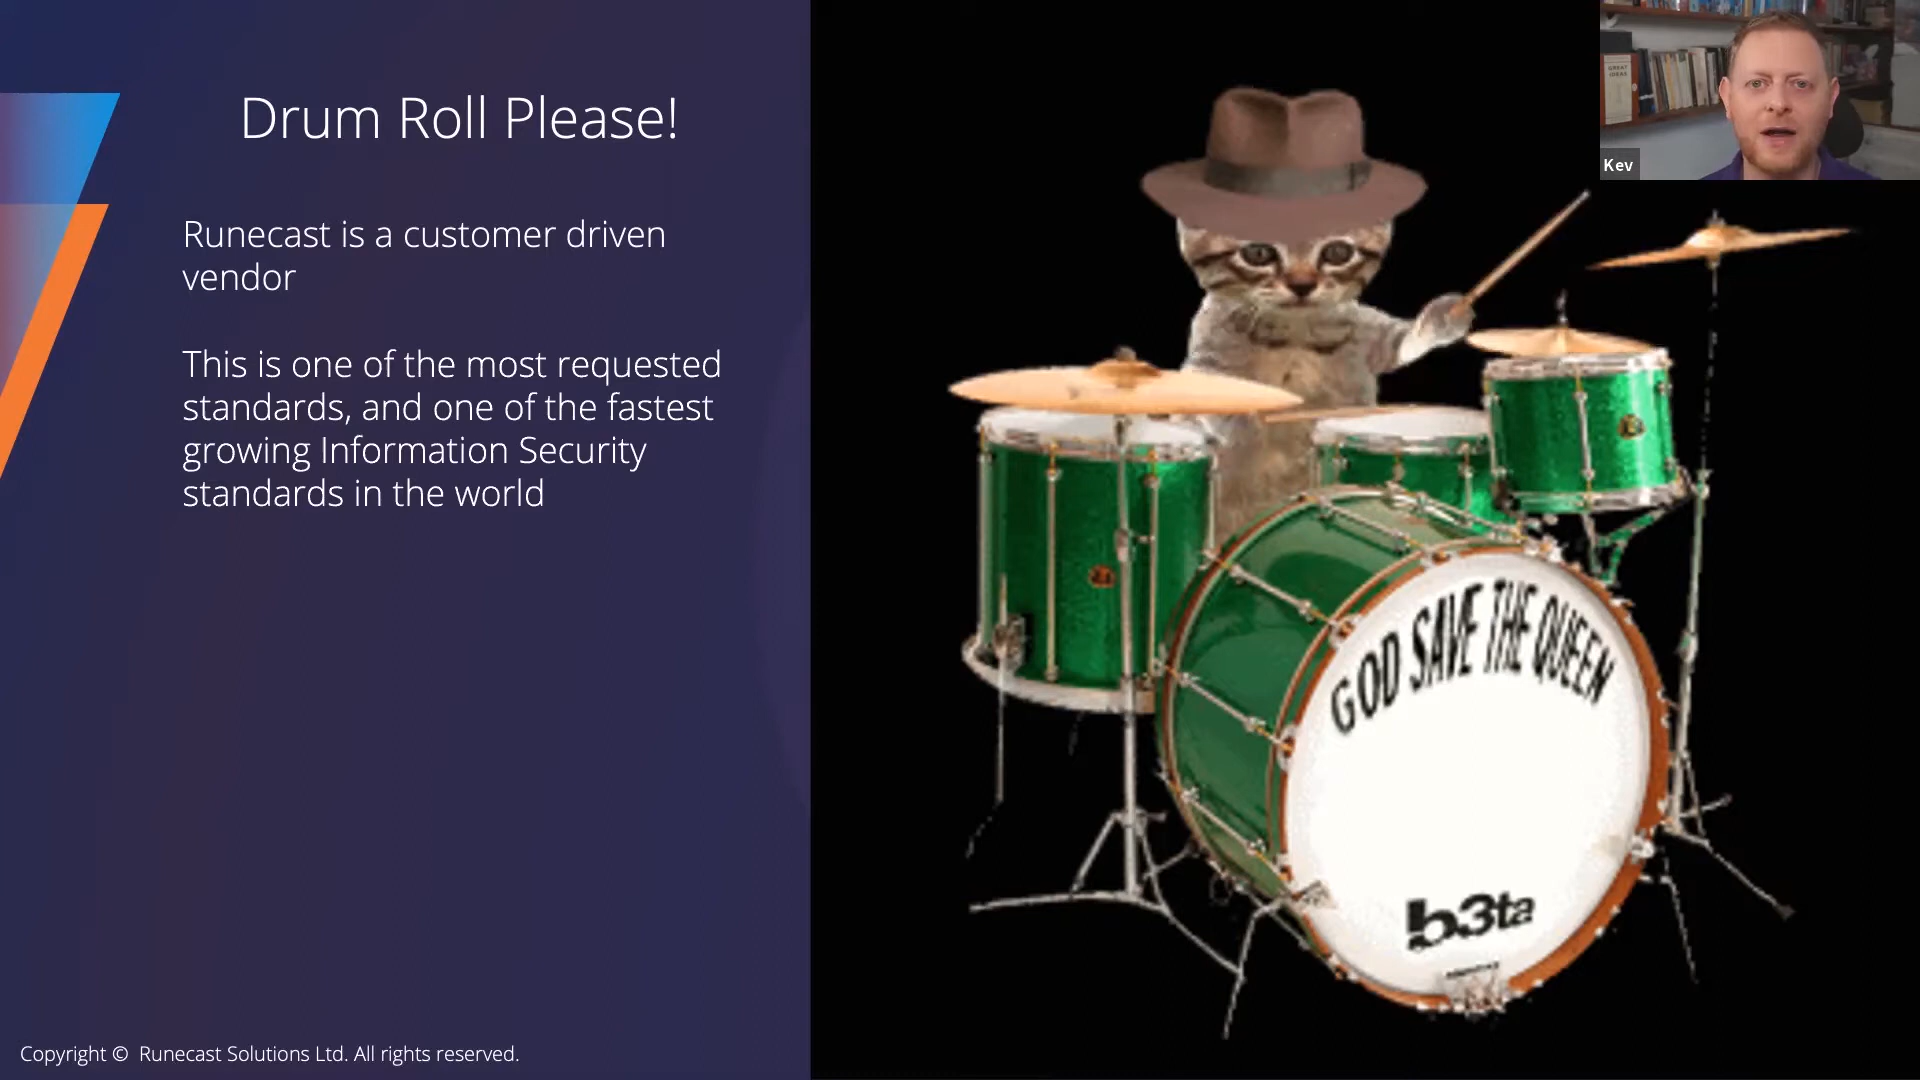 Drum Roll Please!
Runecast is a customer driven
vendor
This is one of the most requested
standards, and one of the fastest
growing Information Security
standards in the world
Copyright © Runecast Solutions Ltd. All rights reserved.
GREAT
IDEAS
Kev
GOD SAVE THE QUEEN
b3ta